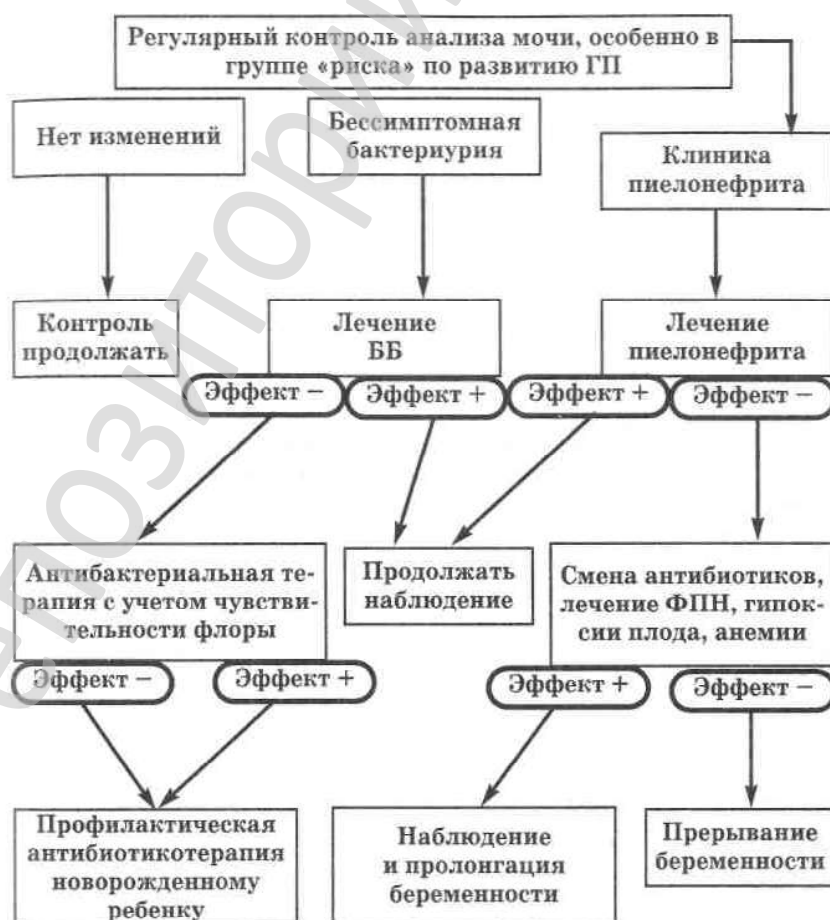 Регулярный контроль анализа мочи, особенно в
группе «риска» по развитию ГП
Нет изменений
Бессимптомная
бактериурия
Клиника
пиелонефрита
Контроль
продолжать
Лечение
ББ
Лечение
пиелонефрита
Эффект −
Эффект +
Эффект +
Эффект −
Антибактериальная те-
рапия с учетом чувстви-
тельности флоры
Продолжать
наблюдение
Смена антибиотиков,
лечение ФПН, гипок-
сии плода, анемии
Эффект −
Эффект +
Эффект +
Эффект −
Профилактическая
антибиотикотерапия
новорожденному
ребенку
Наблюдение
и пролонгация
беременности
Прерывание
беременности